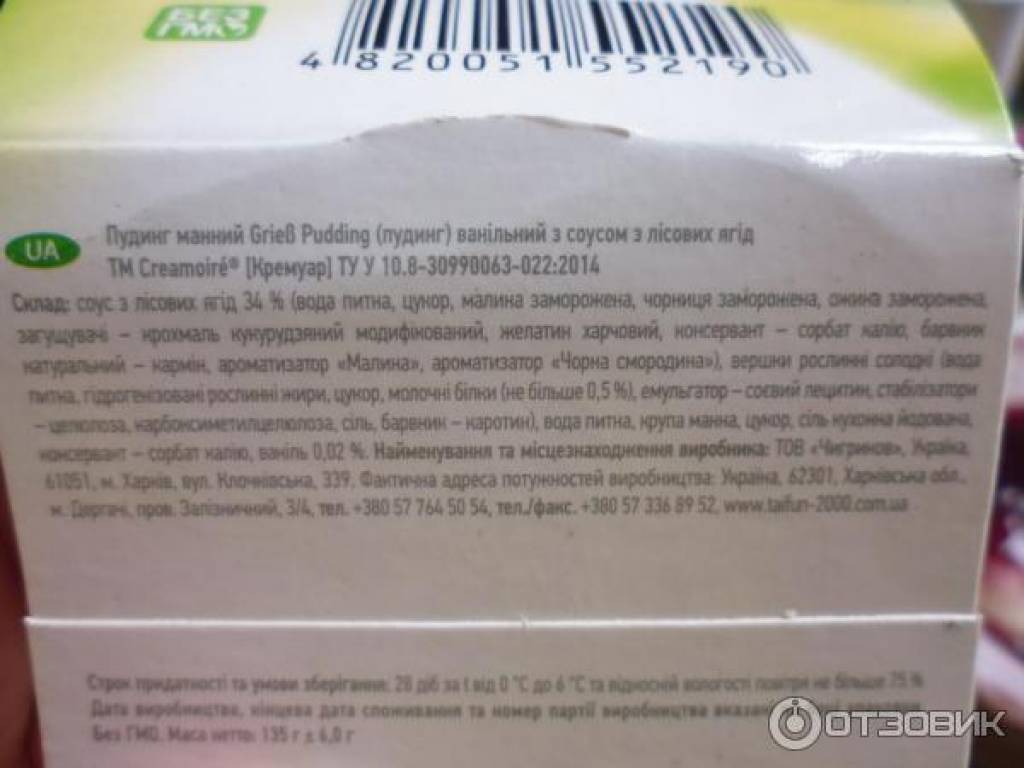 БЕЗ
ГМО
4 820051 552190
UA
Пудинг манний Grieß Pudding (пудинг) ванільний з соусом з лісових ягід
ТМ Creamoiré® [Кремуар] ТУ У 10.8-30990063-022:2014
Склад: соус з лісових ягід 34 % (вода питна, цукор, малина заморожена, чорниця заморожена, ожина заморожена,
загущувачі – крохмаль кукурудзяний модифікований, желатин харчовий, консервант – сорбат калію, барвник
натуральний – кармін, ароматизатор «Малина», ароматизатор «Чорна смородина»), вершки рослинні солодкі (вода
питна, гідрогенізовані рослинні жири, цукор, молочні білки (не більше 0,5 %), емульгатор – соєвий лецитин, стабілізатори
– целюлоза, карбоксиметилцелюлоза, сіль, барвник – каротин), вода питна, крупа манна, цукор, сіль кухонна йодована,
консервант – сорбат калію, ваніль 0,02 %. Найменування та місцезнаходження виробника: ТОВ «Чигринов», Україна,
61051, м. Харків, вул. Клочківська, 339. Фактична адреса потужностей виробництва: Україна, 62301, Харківська обл.,
м. Дергачі, пров. Залізничний, 3/4, тел. +380 57 764 50 54, тел./факс. +380 57 336 89 52, www.taifun-2000.com.ua
Строк придатності та умови зберігання: 28 діб за t від 0 °C до 6 °C та відносній вологості повітря не більше 75 %
Дата виробництва, кінцева дата споживання та номер партії виробництва вказані
Без ГМО. Маса нетто: 135 г ± 6,0 г
ОТЗОВИК